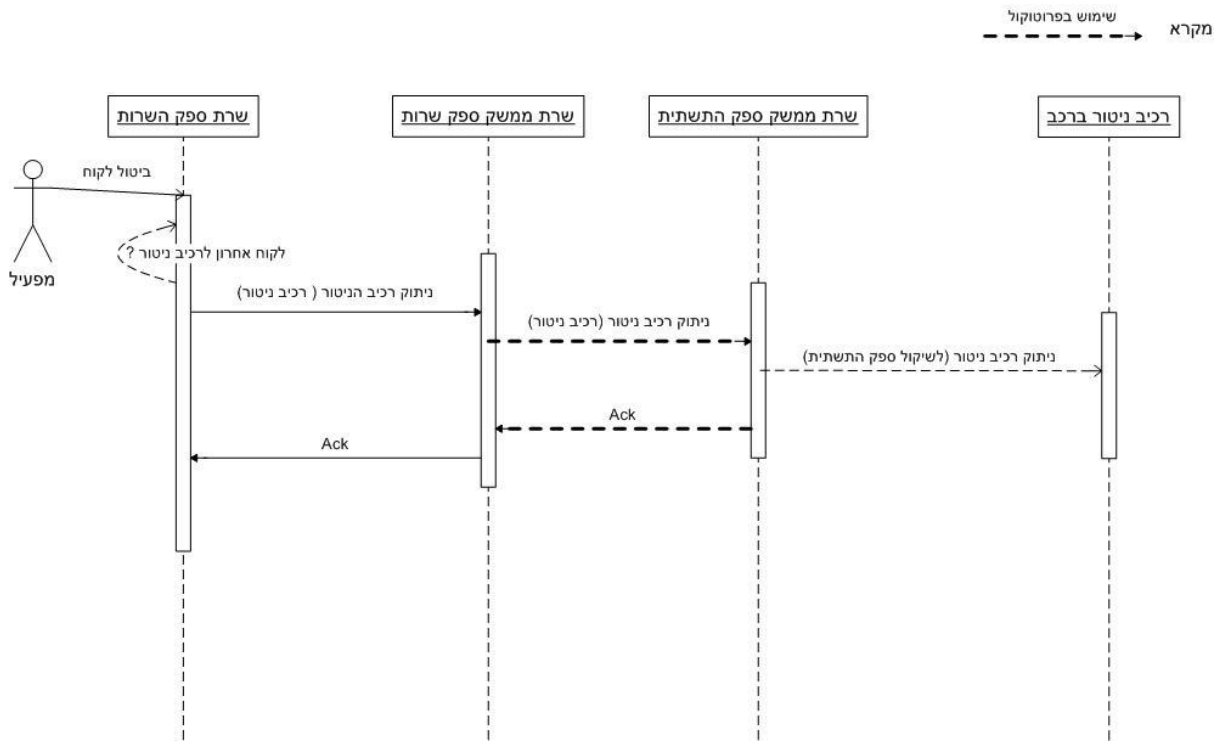 שימוש בפרוטוקול
מקרא
שרת ספק השרות
שרת ממשק ספק שרות
שרת ממשק ספק התשתית
רכיב ניטור ברכב
ביטול לקוח
מפעיל
לקוח אחרון לרכיב ניטור ?
ניתוק רכיב הניטור ( רכיב ניטור)
ניתוק רכיב ניטור (רכיב ניטור)
ניתוק רכיב ניטור (לשיקול ספק התשתית)
Ack
Ack